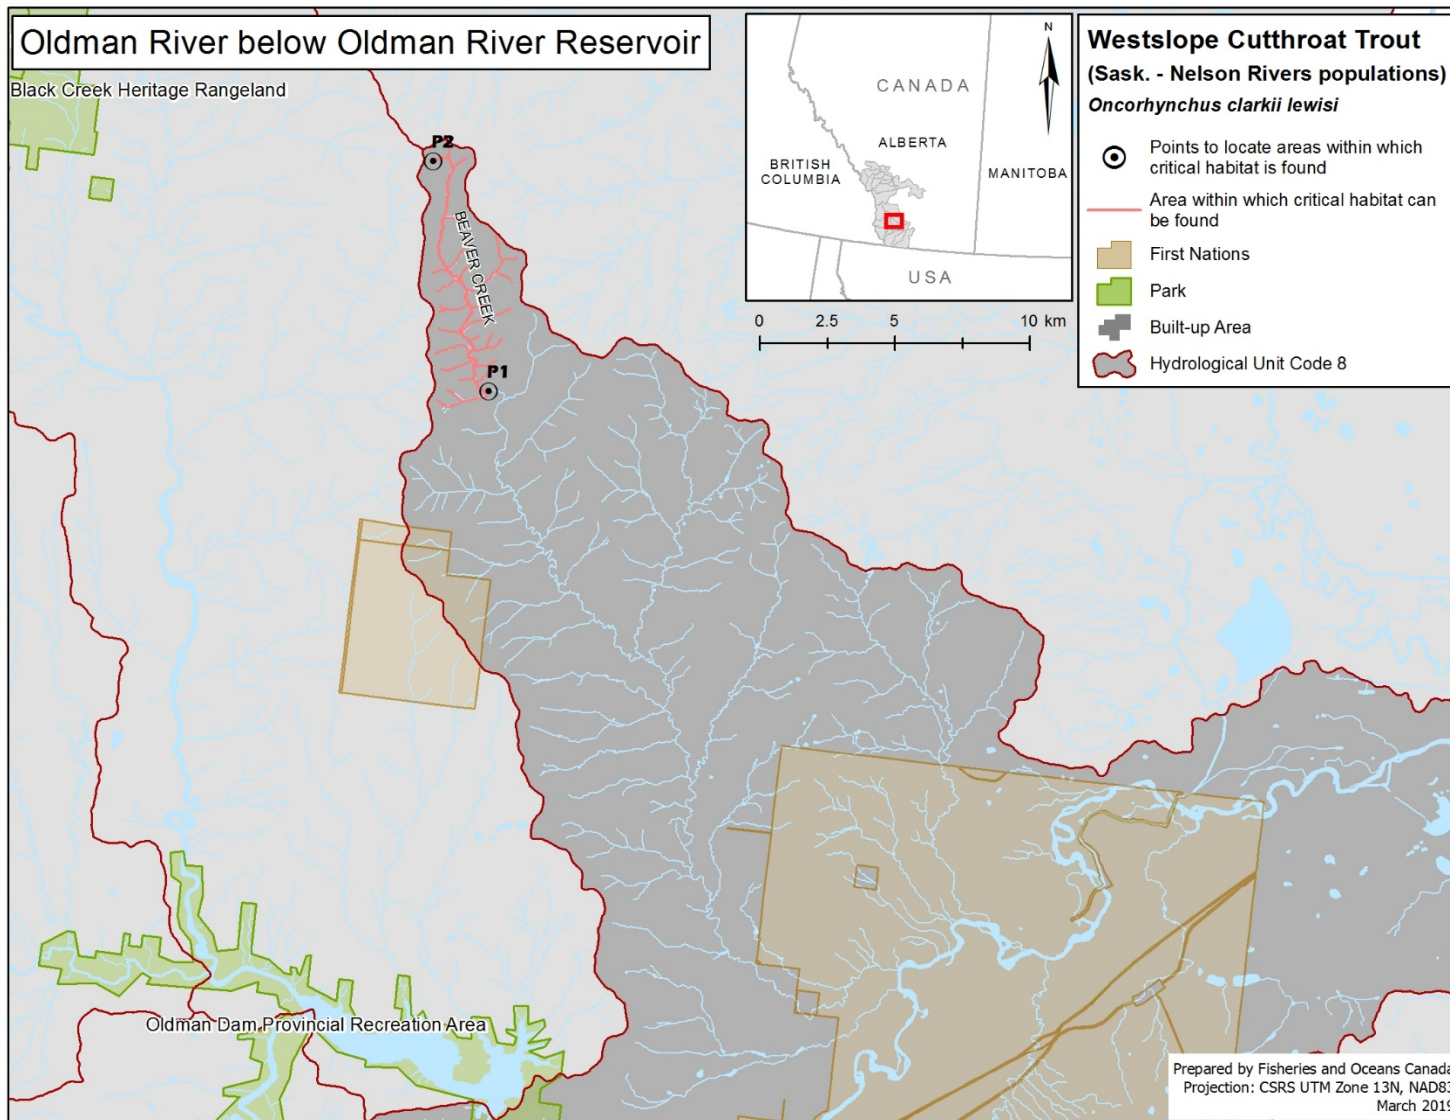 Oldman River below Oldman River Reservoir
Black Creek Heritage Rangeland
P2
BEAVER CREEK
P1
Oldman Dam Provincial Recreation Area
N
CANADA
ALBERTA
BRITISH
COLUMBIA
MANITOBA
USA
0 2.5 5 10 km
Westslope Cutthroat Trout
(Sask. - Nelson Rivers populations)
Oncorhynchus clarkii lewisi
Points to locate areas within which
critical habitat is found
Area within which critical habitat can
be found
First Nations
Park
Built-up Area
Hydrological Unit Code 8
Prepared by Fisheries and Oceans Canada
Projection: CSRS UTM Zone 13N, NAD83
March 201